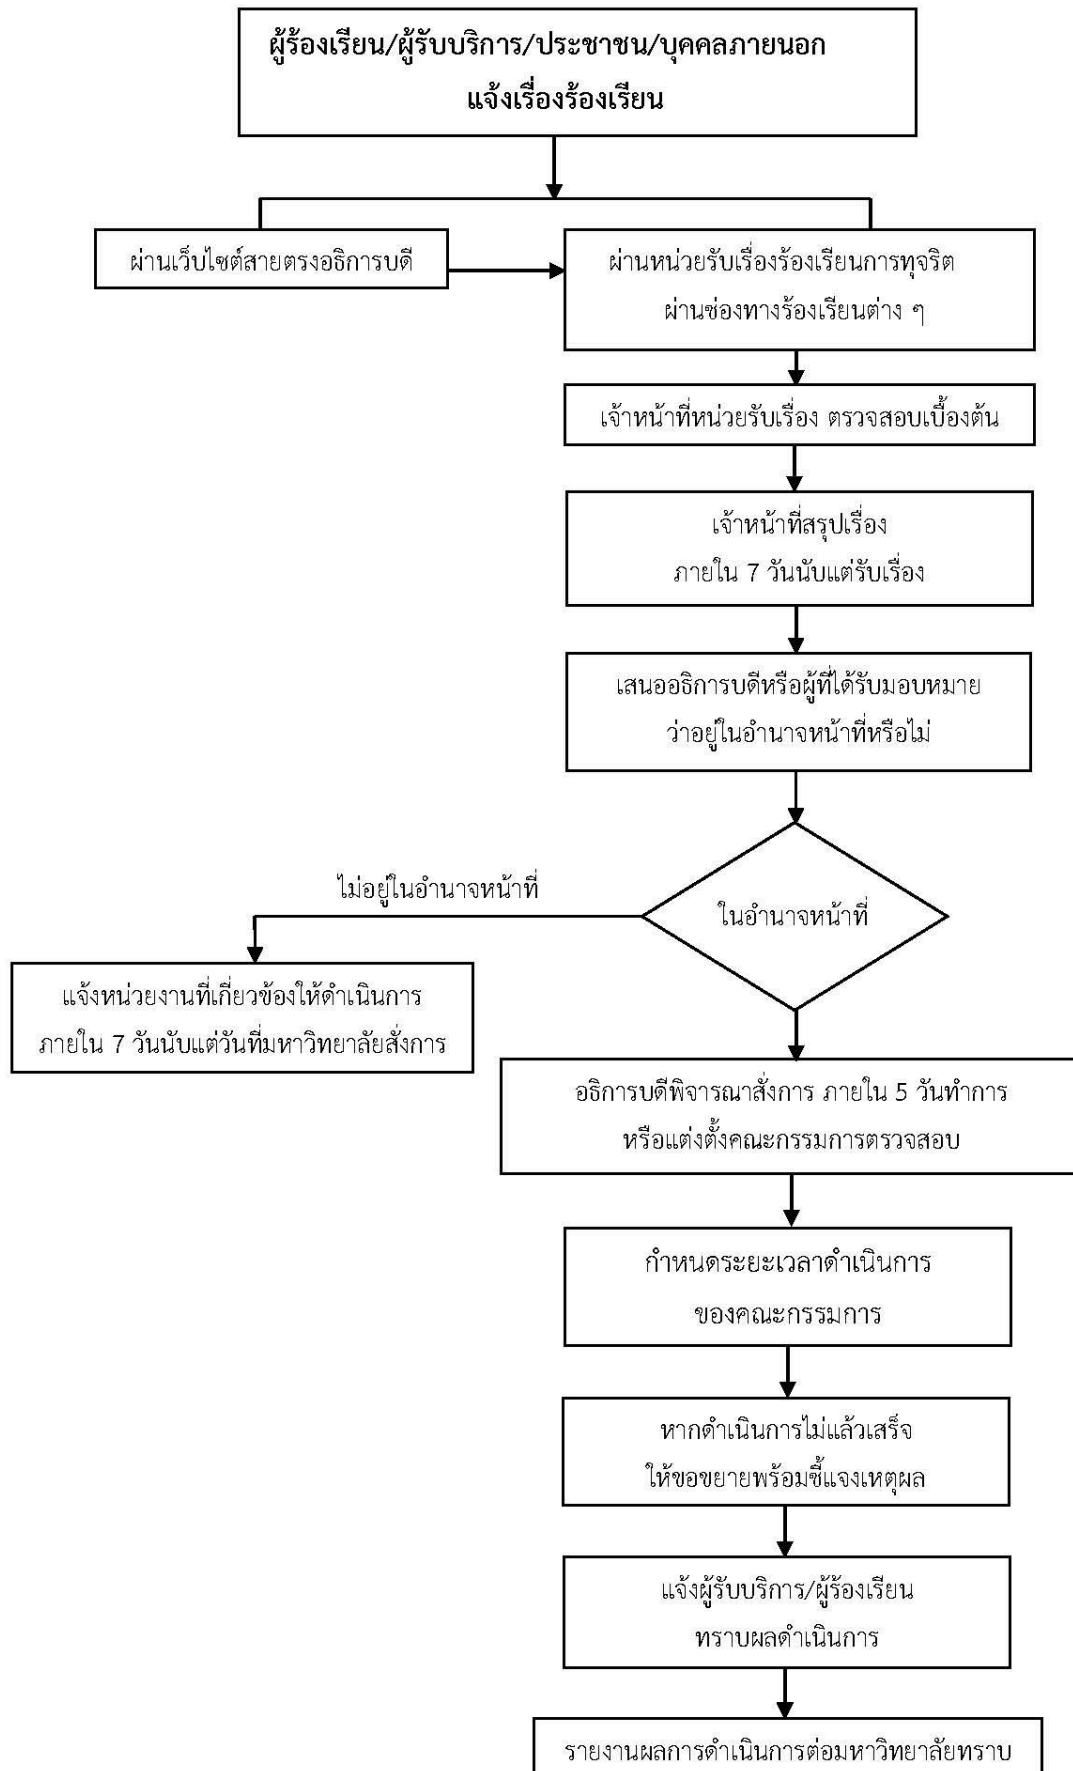 ผู้ร้องเรียน/ผู้รับบริการ/ประชาชน/บุคคลภายนอก
แจ้งเรื่องร้องเรียน
ผ่านเว็บไซต์สายตรงอธิการบดี
ผ่านหน่วยรับเรื่องร้องเรียนการทุจริต
ผ่านช่องทางร้องเรียนต่าง ๆ
เจ้าหน้าที่หน่วยรับเรื่อง ตรวจสอบเบื้องต้น
เจ้าหน้าที่สรุปเรื่อง
ภายใน 7 วันนับแต่รับเรื่อง
เสนออธิการบดีหรือผู้ที่ได้รับมอบหมาย
ว่าอยู่ในอำนาจหน้าที่หรือไม่
ไม่อยู่ในอำนาจหน้าที่
ในอำนาจหน้าที่
แจ้งหน่วยงานที่เกี่ยวข้องให้ดำเนินการ
ภายใน 7 วันนับแต่วันที่มหาวิทยาลัยสั่งการ
อธิการบดีพิจารณาสั่งการ ภายใน 5 วันทำการ
หรือแต่งตั้งคณะกรรมการตรวจสอบ
กำหนดระยะเวลาดำเนินการ
ของคณะกรรมการ
หากดำเนินการไม่แล้วเสร็จ
ให้ขอขยายพร้อมชี้แจงเหตุผล
แจ้งผู้รับบริการ/ผู้ร้องเรียน
ทราบผลดำเนินการ
รายงานผลการดำเนินการต่อมหาวิทยาลัยทราบ